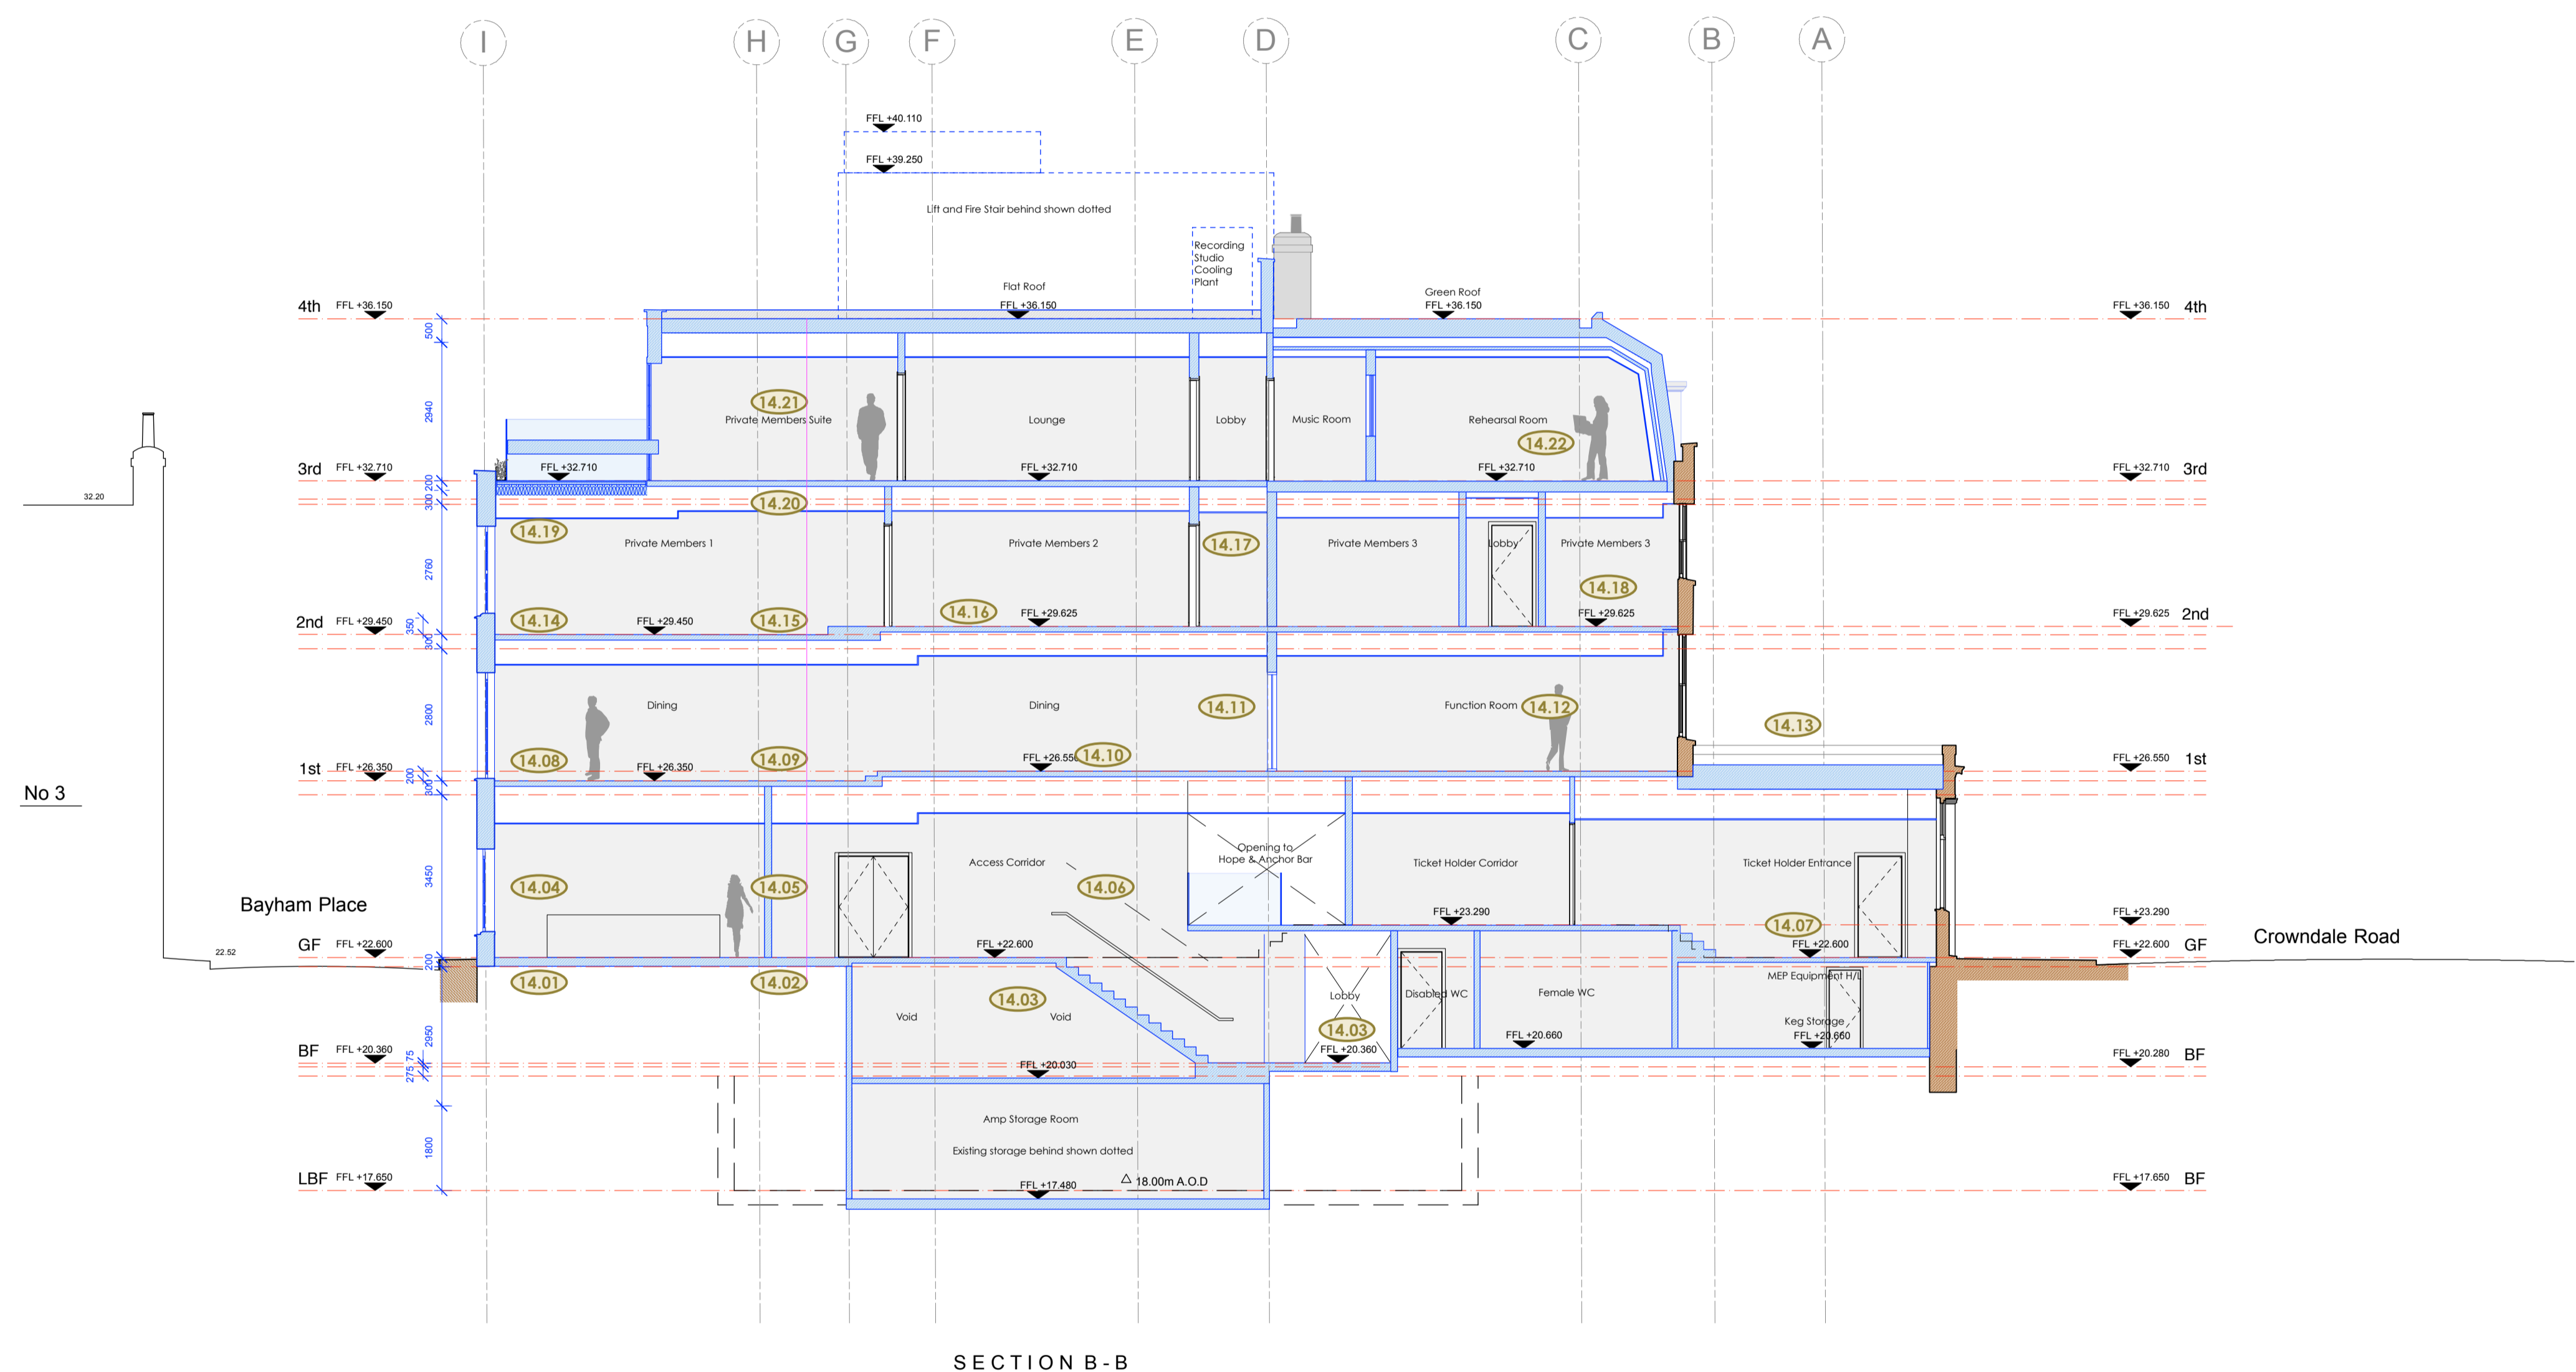 I H G F E D C B A
FFL +40.110
FFL +39.250
Lift and Fire Stair behind shown dotted
Recording
Studio
Cooling
Plant
Flat Roof
FFL +36.150
Green Roof
FFL +36.150
4th FFL +36.150
FFL +36.150 4th
500
2940
14.21
Private Members Suite
Lounge
Lobby
Music Room
Rehearsal Room
14.22
3rd FFL +32.710
FFL +32.710
FFL +32.710
FFL +32.710
FFL +32.710 3rd
200
300
32.20
14.20
14.19
Private Members 1
Private Members 2
14.17
Private Members 3
Lobby
Private Members 3
2760
14.18
14.16
14.14
14.15
2nd FFL +29.450
FFL +29.450
FFL +29.625
FFL +29.625
FFL +29.625 2nd
350
300
2800
Dining
Dining
14.11
Function Room
14.12
14.13
14.08
14.09
14.10
1st FFL +26.350
FFL +26.350
FFL +26.550
FFL +26.550 1st
200
300
No 3
3450
Access Corridor
Opening to
Hope & Anchor Bar
Ticket Holder Corridor
Ticket Holder Entrance
14.04
14.05
14.06
14.07
Bayham Place
FFL +23.290
FFL +23.290
GF FFL +22.600
FFL +22.600
FFL +22.600
FFL +22.600 GF
Crowndale Road
22.52
200
14.01
14.02
14.03
Void
Void
Lobby
14.03
Disabled WC
Female WC
MEP Equipment H/L
Keg Storage
2950
BF FFL +20.360
FFL +20.360
FFL +20.660
FFL +20.660
FFL +20.280 BF
75
275
FFL +20.030
Amp Storage Room
Existing storage behind shown dotted
1800
18.00m A.O.D
LBF FFL +17.650
FFL +17.480
FFL +17.650 BF
SECTION B-B